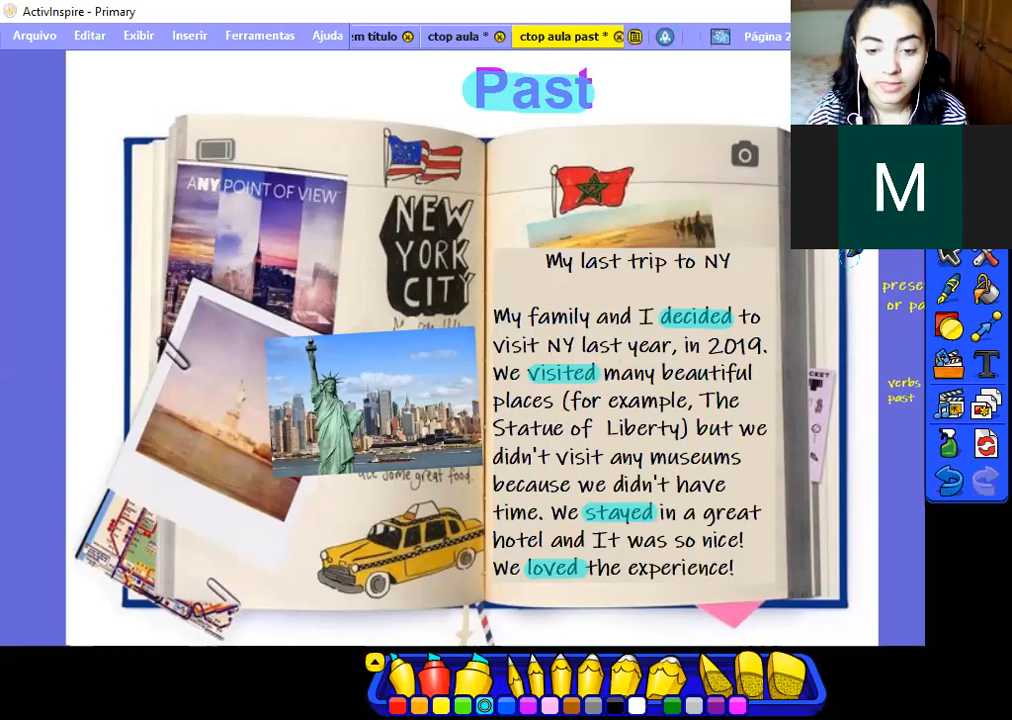 ActivInspire - Primary
Arquivo Editar Exibir Inserir Ferramentas Ajuda
em título ctop aula * ctop aula past * Página 2
Past
ANY POINT OF VIEW
NEW
YORK
CITY
some great food.
My last trip to NY
My family and I decided to
visit NY last year, in 2019.
We visited many beautiful
places (for example, The
Statue of Liberty) but we
didn't visit any museums
because we didn't have
time. We stayed in a great
hotel and It was so nice!
We loved the experience!
M
prese
or pa
verbs
past